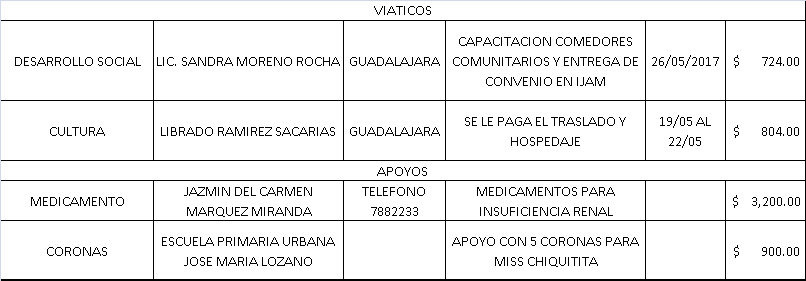 VIATICOS
DESARROLLO SOCIAL
LIC. SANDRA MORENO ROCHA
GUADALAJARA
CAPACITACION COMEDORES
COMUNITARIOS Y ENTREGA DE
CONVENIO EN IJAM
26/05/2017
$ 724.00
CULTURA
LIBRADO RAMIREZ SACARIAS
GUADALAJARA
SE LE PAGA EL TRASLADO Y
HOSPEDAJE
19/05 AL
22/05
$ 804.00
APOYOS
MEDICAMENTO
JAZMIN DEL CARMEN
MARQUEZ MIRANDA
TELEFONO
7882233
MEDICAMENTOS PARA
INSUFICIENCIA RENAL
$ 3,200.00
CORONAS
ESCUELA PRIMARIA URBANA
JOSE MARIA LOZANO
APOYO CON 5 CORONAS PARA
MISS CHIQUITITA
$ 900.00